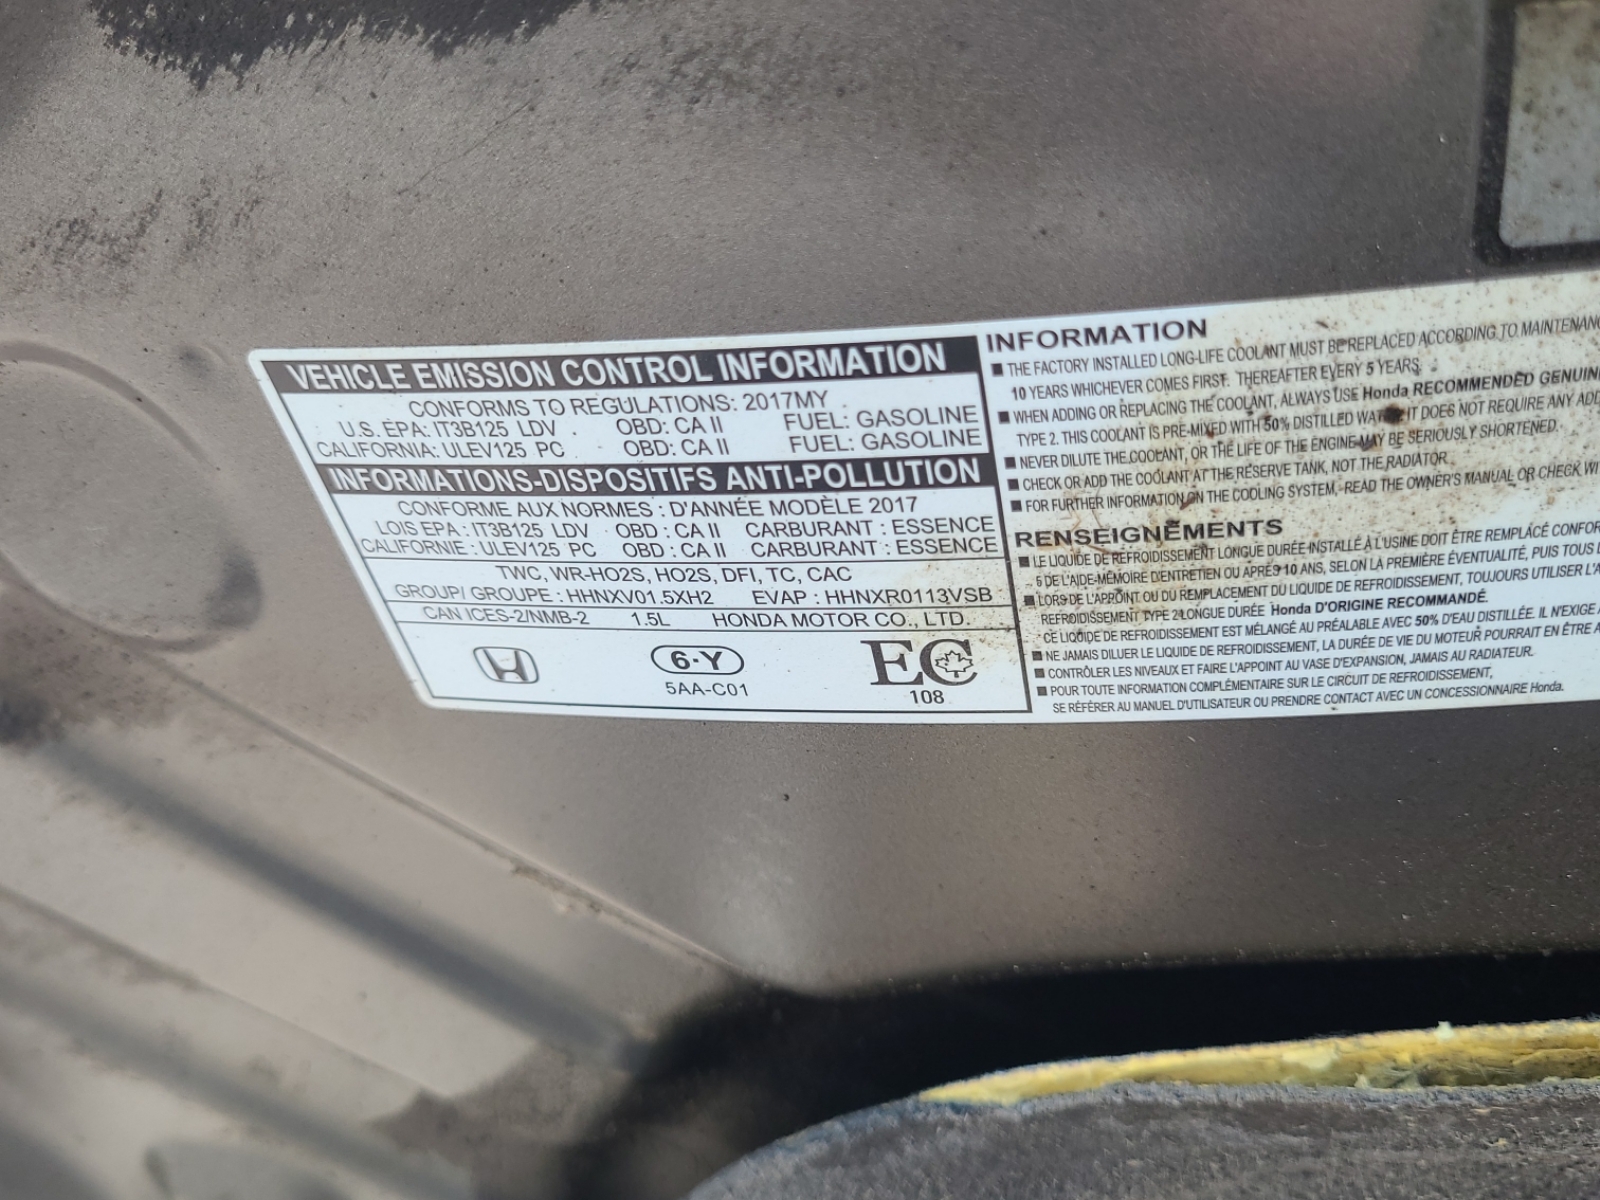 VEHICLE EMISSION CONTROL INFORMATION
CONFORMS TO REGULATIONS: 2017MY
U.S. EPA: IT3B125 LDV . OBD: CA II FUEL: GASOLINE
CALIFORNIA: ULEV125 PC OBD: CA II FUEL: GASOLINE
INFORMATIONS-DISPOSITIFS ANTI-POLLUTION
CONFORME AUX NORMES : D'ANNÉE MODÈLE 2017
LOIS EPA : IT3B125 LDV OBD : CA II CARBURANT : ESSENCE
CALIFORNIE : ULEV125 PC OBD : CA II CARBURANT : ESSENCE
TWC, WR-HO2S, HO2S, DFI, TC, CAC
GROUP/ GROUPE : HHNXV01.5XH2 EVAP : HHNXR0113VSB
CAN ICES-2/NMB-2 1.5L HONDA MOTOR CO., LTD.
6·Y
5AA-C01
EC
108
INFORMATION
■ THE FACTORY INSTALLED LONG-LIFE COOLANT MUST BE REPLACED ACCORDING TO
10 YEARS WHICHEVER COMES FIRST. THEREAFTER EVERY 5 YEARS.
■ WHEN ADDING OR REPLACING THE COOLANT, ALWAYS USE Honda RECOMMENDED
TYPE 2. THIS COOLANT IS PRE-MIXED WITH 50% DISTILLED IT DOES NOT REQUIRE ANY
■ NEVER DILUTE THE COOLANT, OR THE LIFE OF THE ENGINE MAY BE SERIOUSLY SHORTENED.
■ CHECK OR ADD THE COOLANT AT THE RESERVE TANK, NOT THE RADIATOR.
■ FOR FURTHER INFORMATION ON THE COOLING SYSTEM, READ THE OWNER'S MANUAL OR CHECK
RENSEIGNEMENTS
■ LE LIQUIDE DE REFROIDISSEMENT LONGUE DURÉE INSTALLÉ À L'USINE DOIT ÊTRE REMPLACÉ
DE L'AIDE-MÉMOIRE D'ENTRETIEN OU APRÈS 10 ANS, SELON LA PREMIÈRE ÉVENTUALITÉ, PUIS TOUS
■ LORS DE L'APPOINT OU DU REMPLACEMENT DU LIQUIDE DE REFROIDISSEMENT, TOUJOURS UTILISER
REFROIDISSEMENT TYPE 2 LONGUE DURÉE Honda D'ORIGINE RECOMMANDÉ.
CE LIQUIDE DE REFROIDISSEMENT EST MÉLANGÉ AU PRÉALABLE AVEC 50% D'EAU DISTILLÉE. IL N'EXIGE
■ NE JAMAIS DILUER LE LIQUIDE DE REFROIDISSEMENT, LA DURÉE DE VIE DU MOTEUR POURRAIT EN ÊTRE
■ CONTRÔLER LES NIVEAUX ET FAIRE L'APPOINT AU VASE D'EXPANSION, JAMAIS AU RADIATEUR.
■ POUR TOUTE INFORMATION COMPLÉMENTAIRE SUR LE CIRCUIT DE REFROIDISSEMENT,
SE RÉFÉRER AU MANUEL D'UTILISATEUR OU PRENDRE CONTACT AVEC UN CONCESSIONNAIRE Honda.